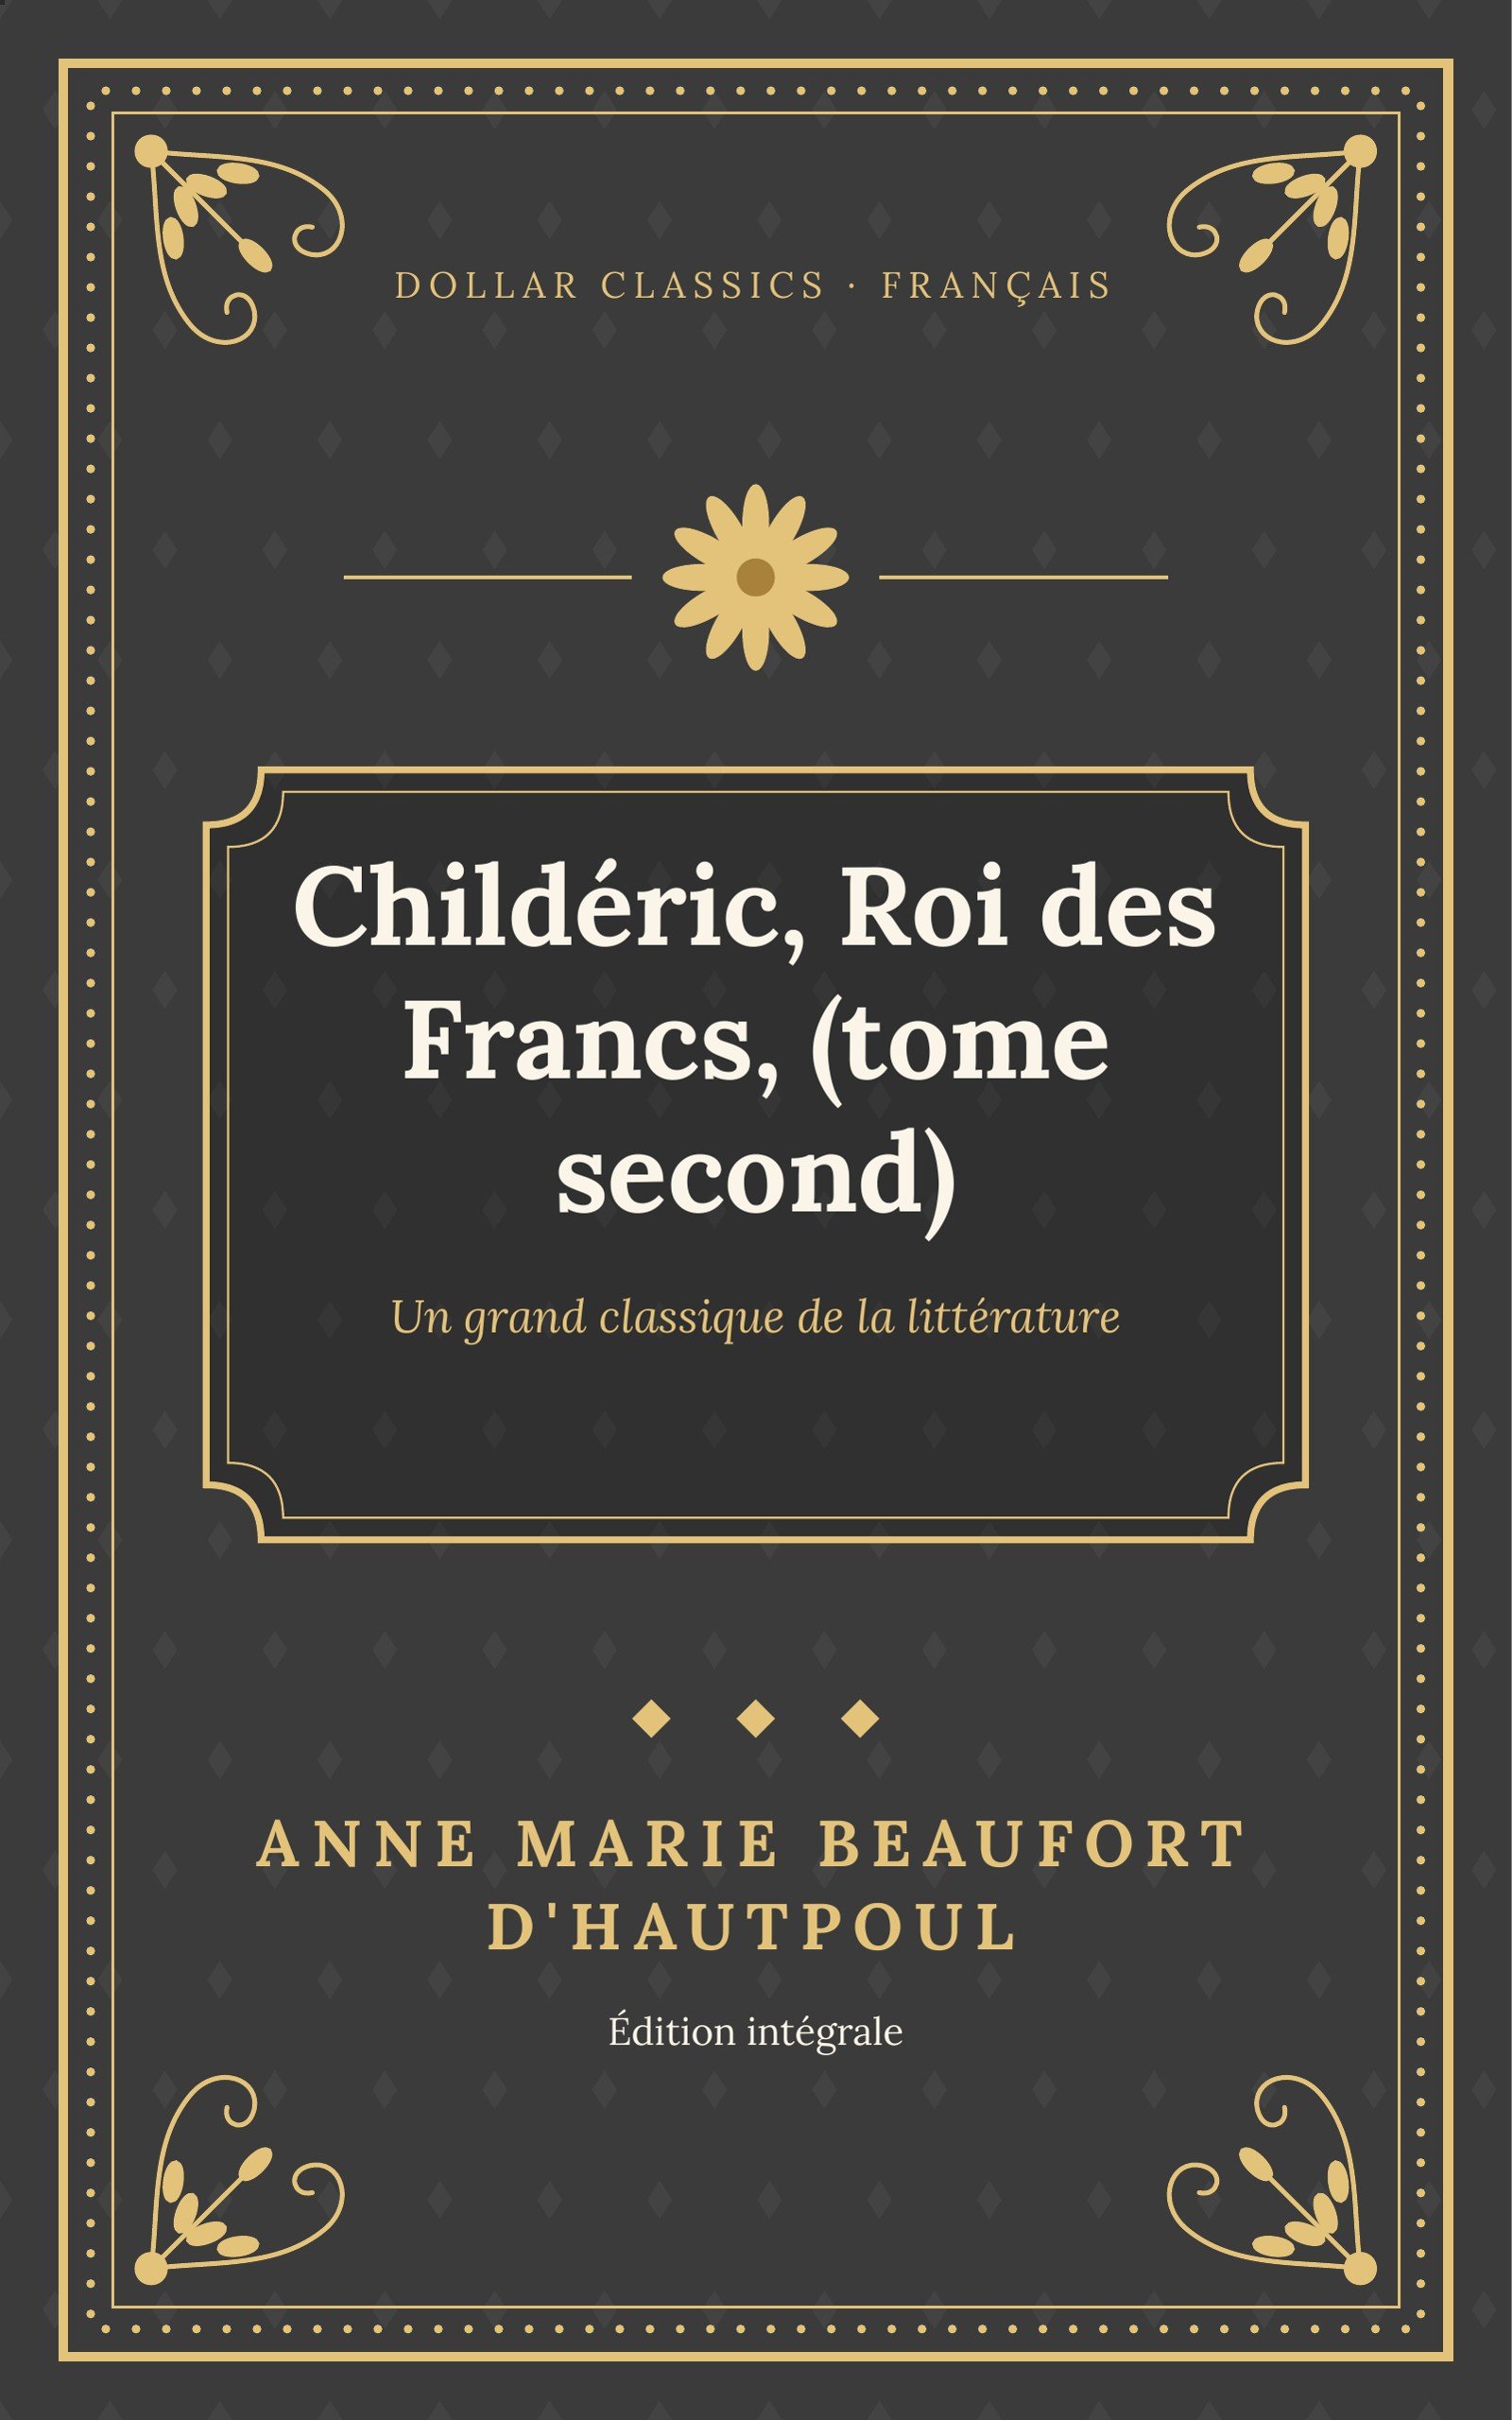 DOLLAR CLASSICS · FRANÇAIS
Childéric, Roi des
Francs, (tome
second)
Un grand classique de la littérature
ANNE MARIE BEAUFORT
D'HAUTPOUL
Édition intégrale